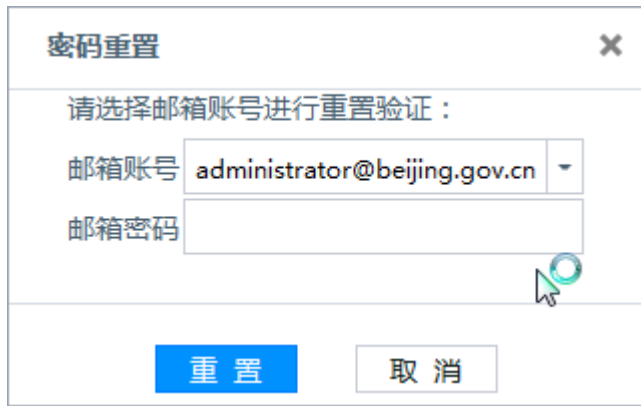 密码重置
请选择邮箱账号进行重置验证：
邮箱账号 administrator@beijing.gov.cn
邮箱密码
重置 取消